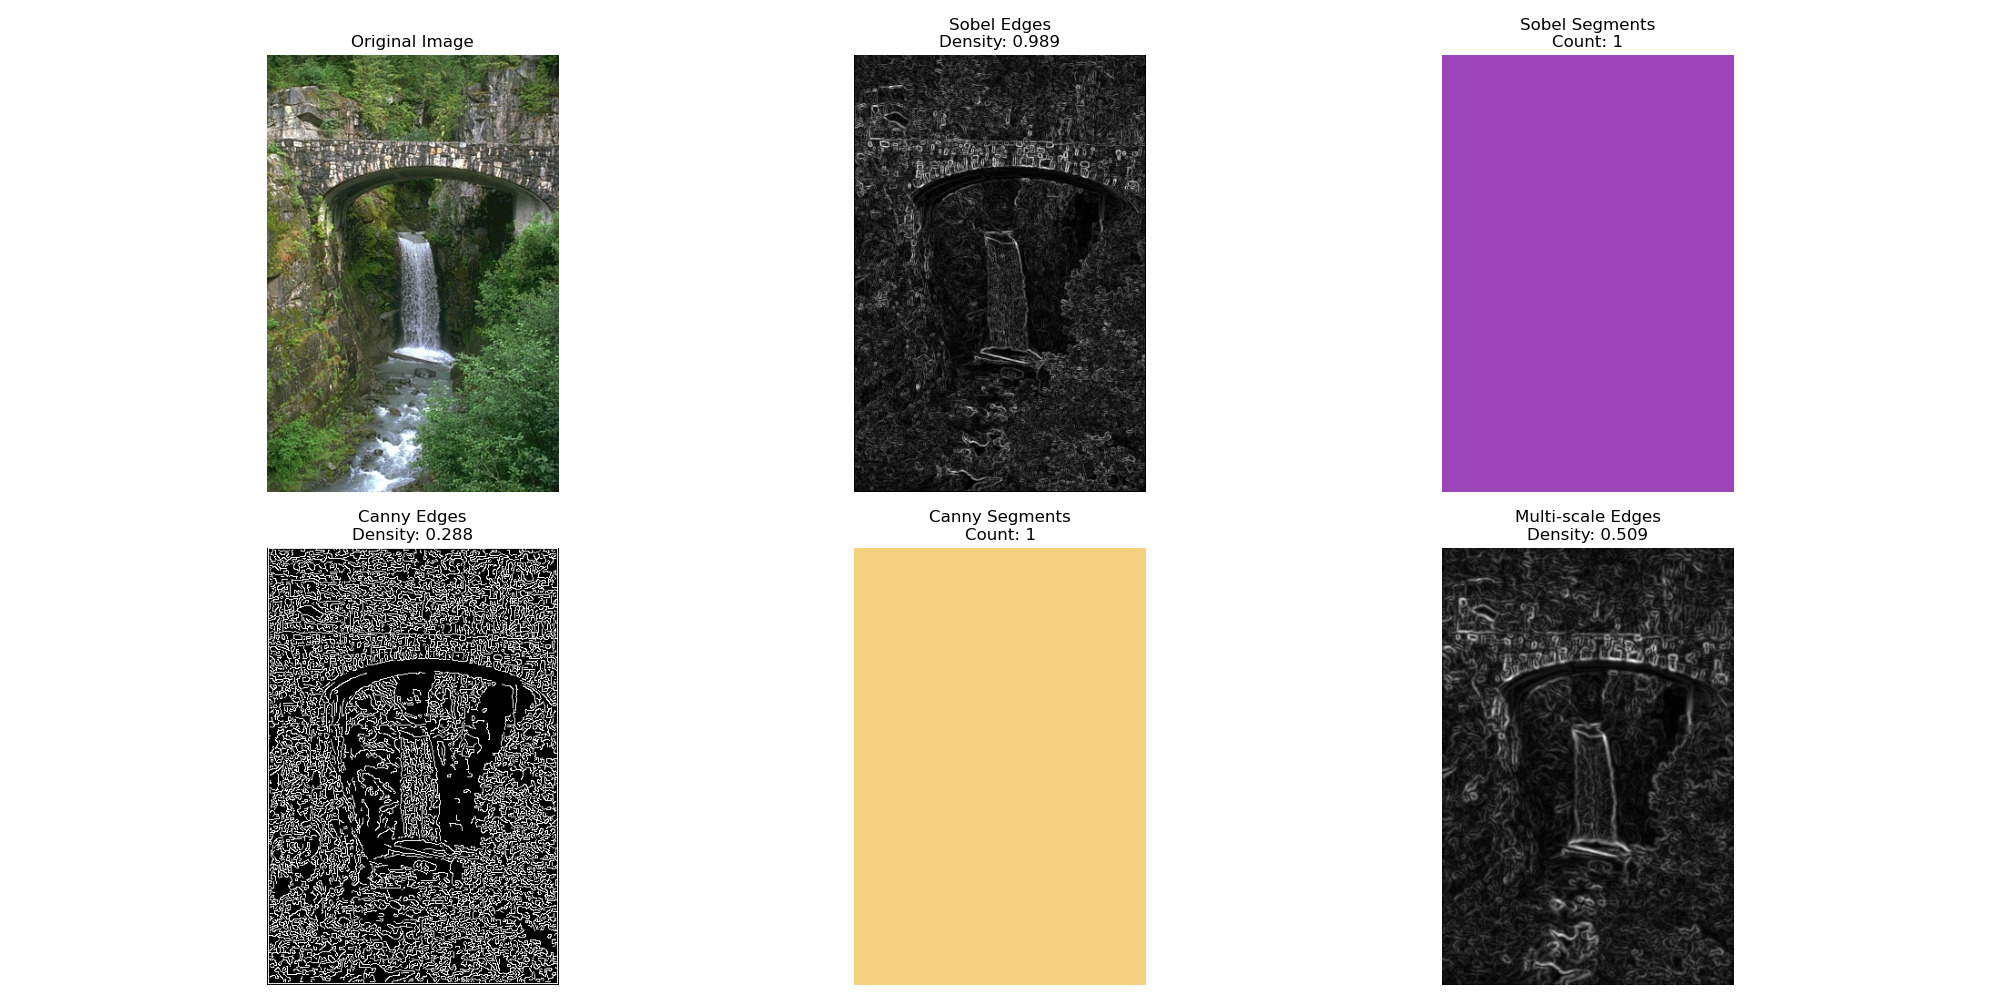 Original Image
Sobel Edges
Density: 0.989
Sobel Segments
Count: 1
Canny Edges
Density: 0.288
Canny Segments
Count: 1
Multi-scale Edges
Density: 0.509